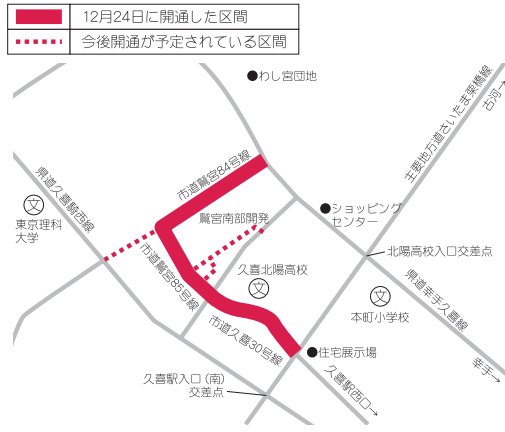 12月24日に開通した区間
今後開通が予定されている区間
わし宮団地
主要地方道さいたま栗橋線
古河→
市道鷲宮84号線
県道久喜騎西線
文
東京理科
大学
鷲宮南部開発
ショッピング
センター
北陽高校入口交差点
市道鷲宮85号線
久喜北陽高校
文
県道幸手久喜線
文
本町小学校
市道久喜30号線
住宅展示場
幸手→
久喜駅入口(南)
交差点
久喜駅西口→